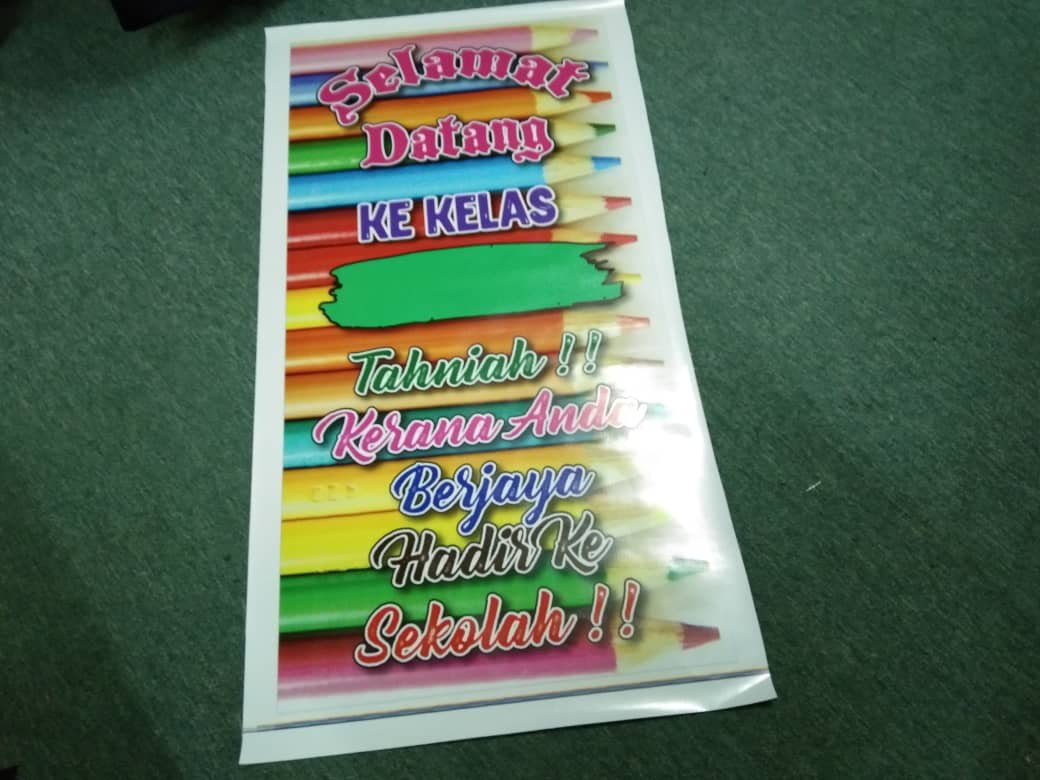 Selamat
Datang
KE KELAS
Tahniah !!
Kerana Anda
Berjaya
Hadir Ke
Sekolah !!